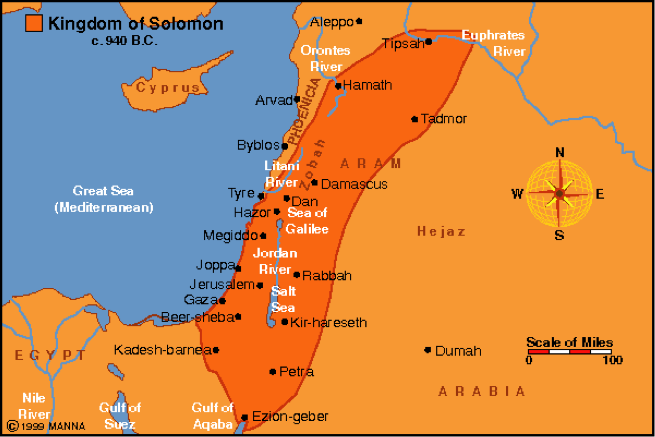 Kingdom of Solomon
c. 940 B.C.
Aleppo
Orontes
River
Tipsah
Euphrates
River
Hamath
Cyprus
Arvad
PHOENICIA
Tadmor
Byblos
Zobah
ARAM
Litani
River
Great Sea
(Mediterranean)
Tyre
Damascus
Dan
Hazor
Sea of
Galilee
N
W
E
S
Megiddo
Hejaz
Jordan
River
Joppa
Rabbah
Jerusalem
Salt
Sea
Gaza
Beer-sheba
Kir-hareseth
EGYPT
Kadesh-barnea
Dumah
Scale of Miles
0
100
Petra
ARABIA
Nile
River
Gulf of
Suez
Gulf of
Aqaba
Ezion-geber
© 1999 MANNA